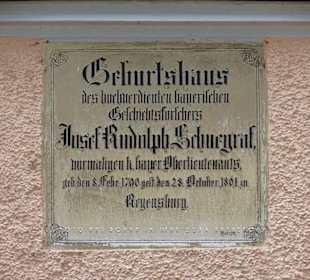 Geburtshaus
des hochverdienten bayerischen
Geschichtsforschers
Josef Rudolph Schuegraf,
vormaligen k. bayer. Oberlieutenants,
geb. den 8. Febr. 1790 gest. den 28. Oktober 1861 in
Regensburg.